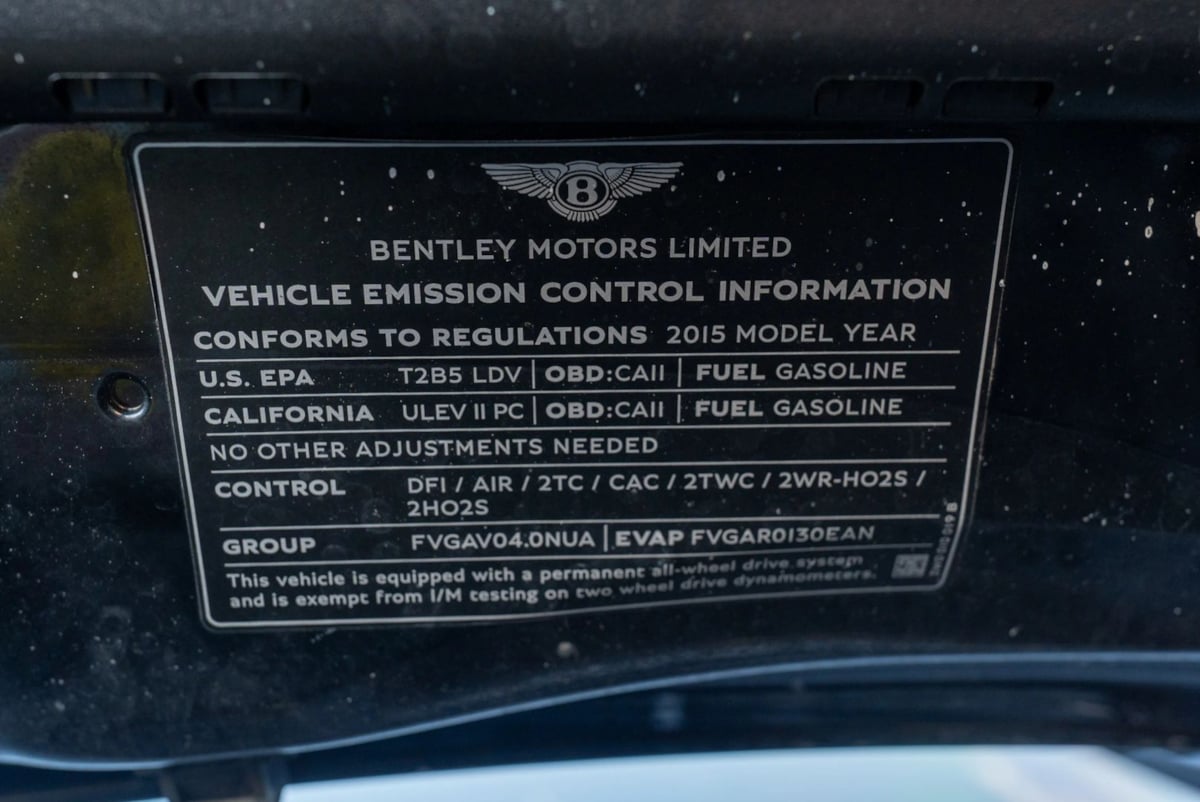 B
BENTLEY MOTORS LIMITED
VEHICLE EMISSION CONTROL INFORMATION
CONFORMS TO REGULATIONS 2015 MODEL YEAR
U.S. EPA T2B5 LDV OBD:CAII FUEL GASOLINE
CALIFORNIA ULEV II PC OBD:CAII FUEL GASOLINE
NO OTHER ADJUSTMENTS NEEDED
CONTROL DFI / AIR / 2TC / CAC / 2TWC / 2WR-HO2S /
2HO2S
GROUP FVGAV04.0NUA EVAP FVGAR0130EAN
This vehicle is equipped with a permanent all-wheel drive system
and is exempt from I/M testing on two wheel drive dynamometers.